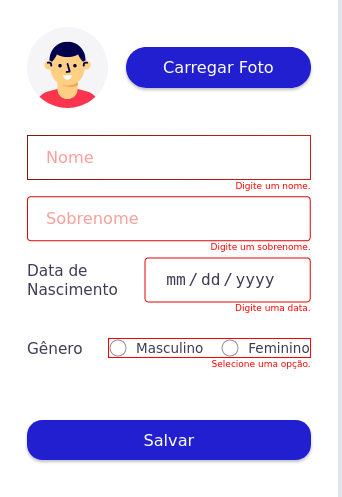 Carregar Foto
Nome
Digite um nome.
Sobrenome
Digite um sobrenome.
Data de
Nascimento
mm/dd/yyyy
Digite uma data.
Gênero
Masculino
Feminino
Selecione uma opção.
Salvar